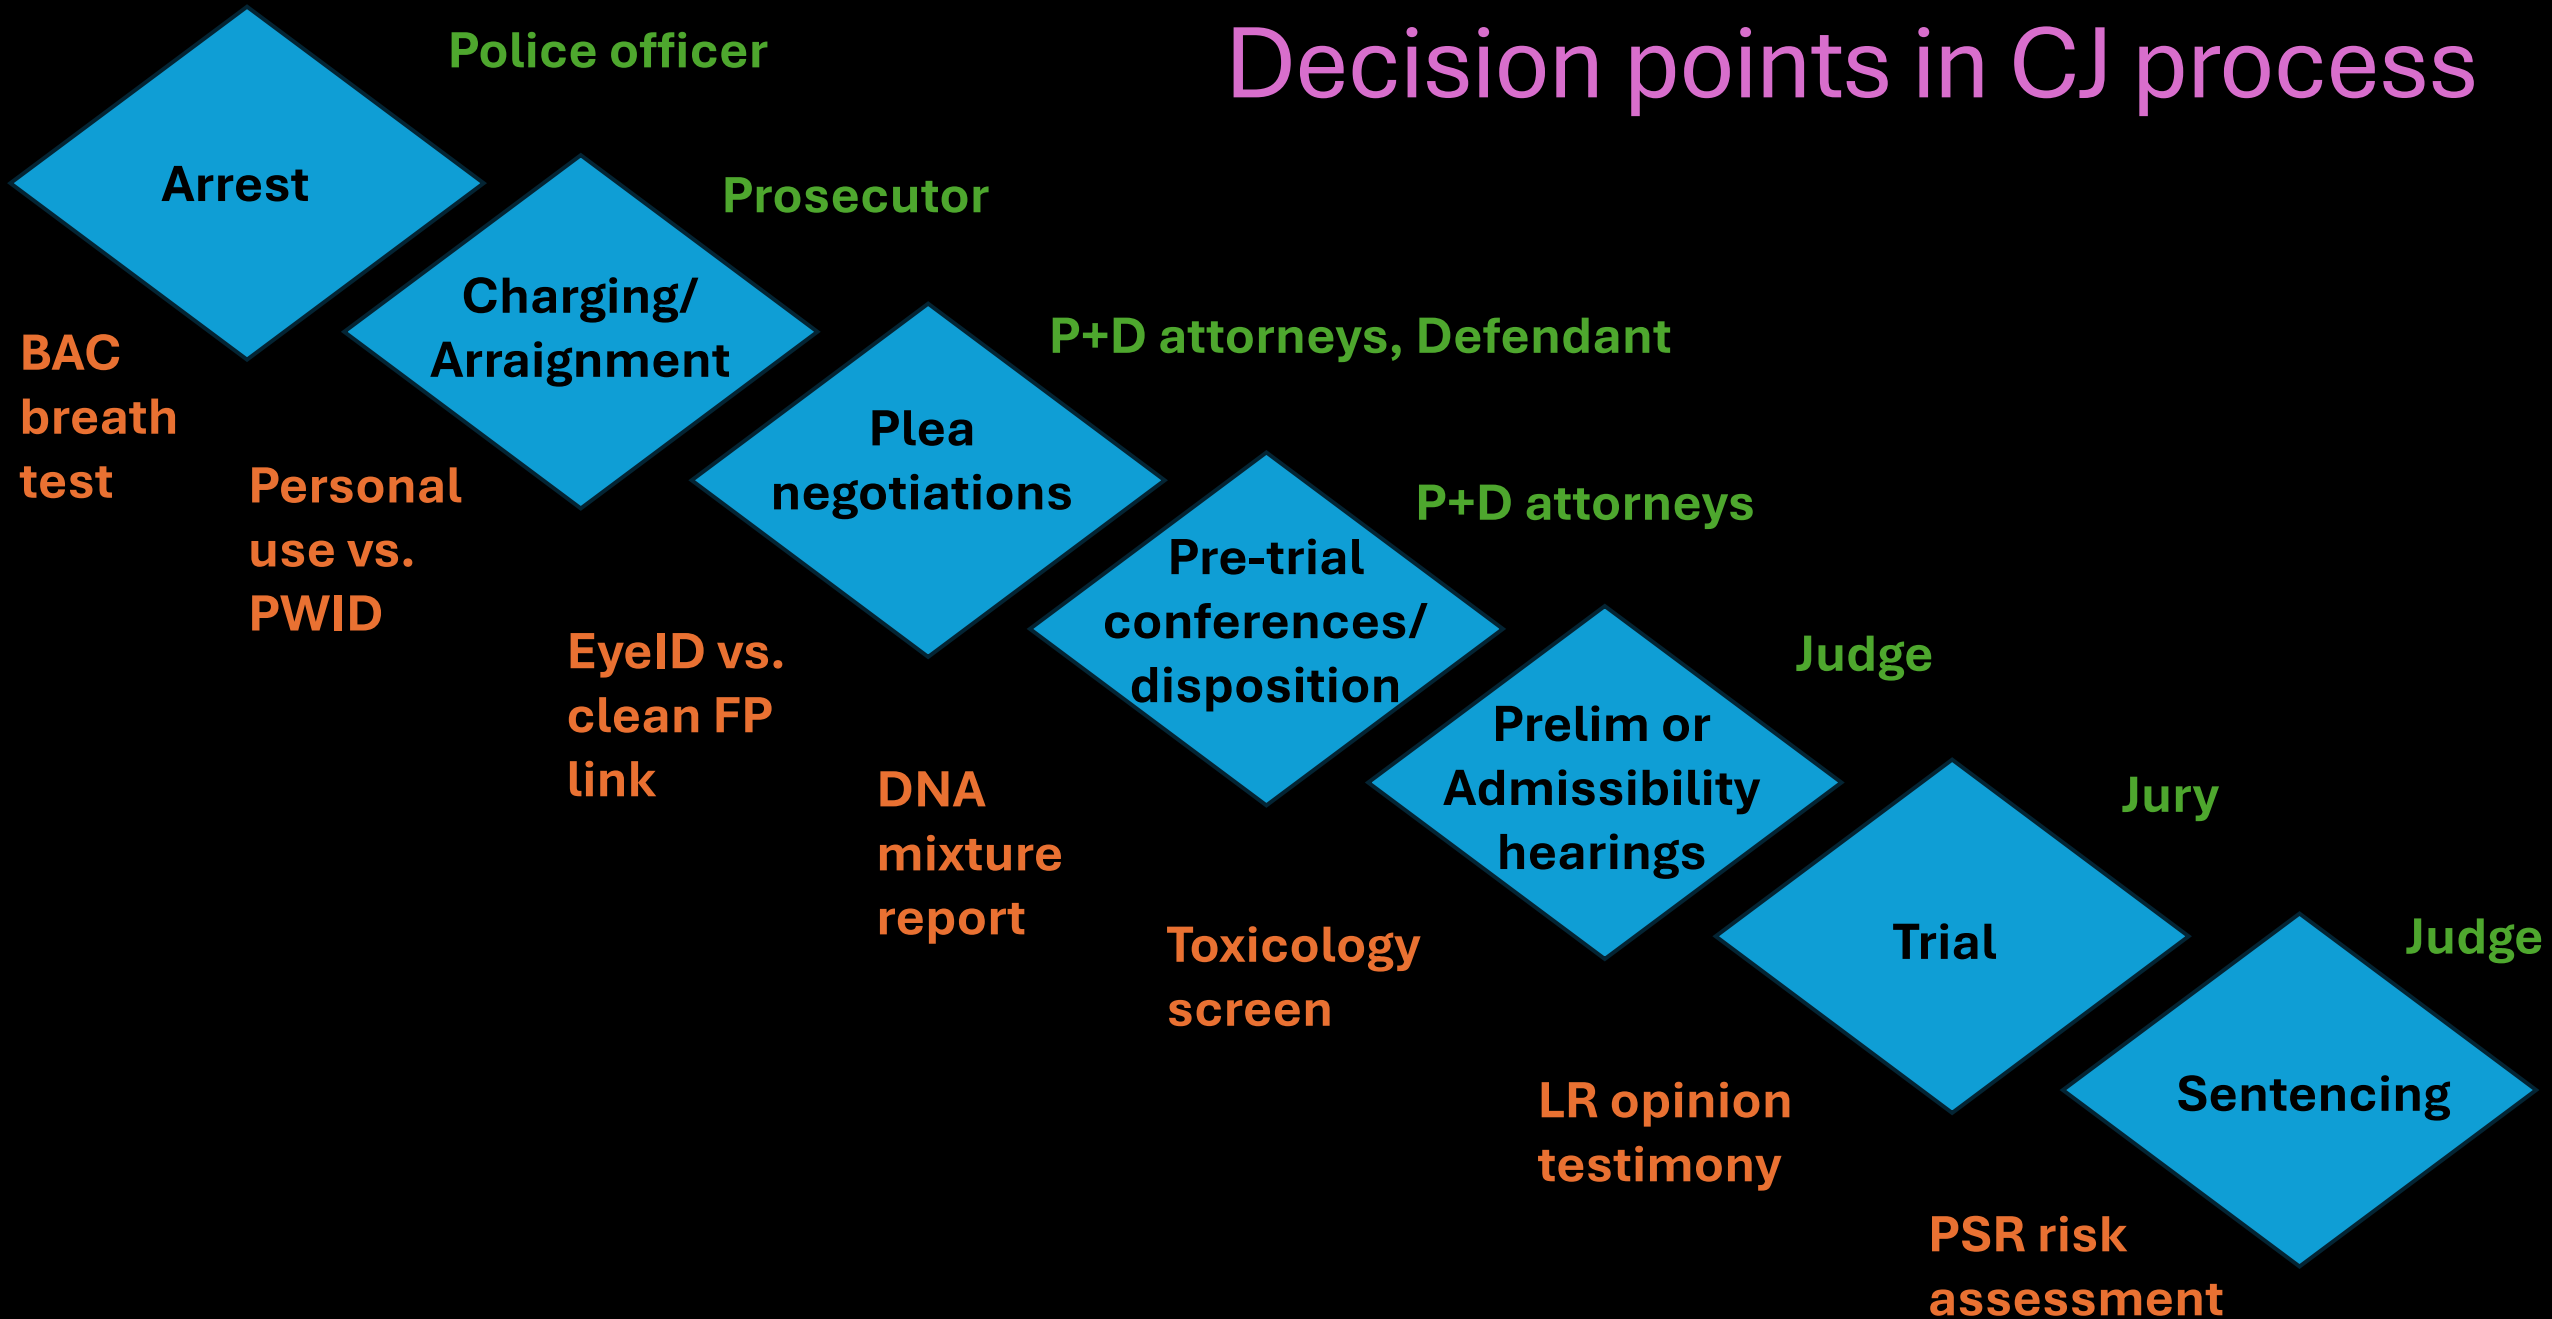 Decision points in CJ process
Police officer
Arrest
BAC
breath
test
Prosecutor
Charging/
Arraignment
Personal
use vs.
PWID
P+D attorneys, Defendant
Plea
negotiations
EyeID vs.
clean FP
link
P+D attorneys
Pre-trial
conferences/
disposition
DNA
mixture
report
Judge
Prelim or
Admissibility
hearings
Toxicology
screen
Jury
Trial
LR opinion
testimony
Judge
Sentencing
PSR risk
assessment